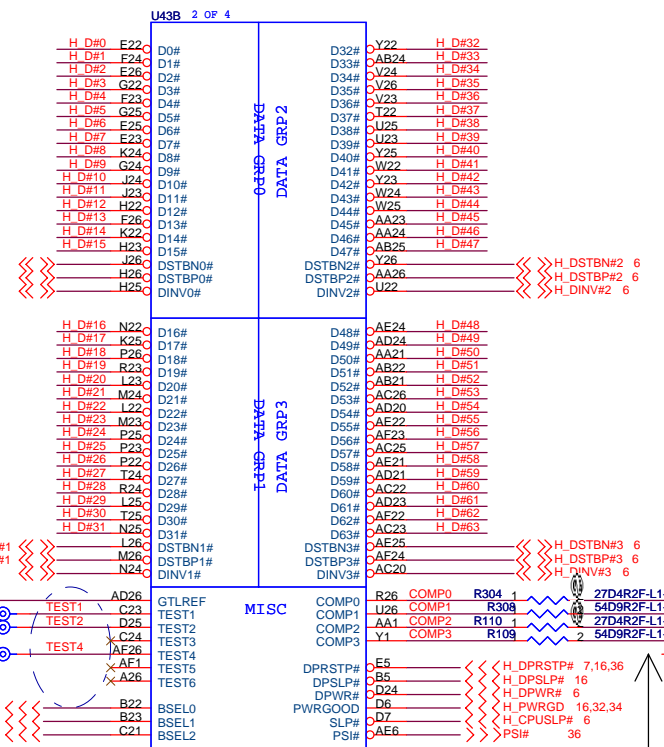 U43B 2 OF 4
H_D#0 E22 D0# D32# Y22 H_D#32
H_D#1 F24 D1# D33# AB24 H_D#33
H_D#2 E26 D2# D34# V24 H_D#34
H_D#3 G22 D3# D35# V26 H_D#35
H_D#4 F23 D4# D36# V23 H_D#36
H_D#5 G25 D5# D37# T22 H_D#37
H_D#6 E25 D6# D38# U25 H_D#38
H_D#7 E23 D7# D39# U23 H_D#39
H_D#8 K24 D8# D40# Y25 H_D#40
H_D#9 G24 D9# D41# W22 H_D#41
H_D#10 J24 D10# D42# Y23 H_D#42
H_D#11 J23 D11# D43# W24 H_D#43
H_D#12 H22 D12# D44# W25 H_D#44
H_D#13 F26 D13# D45# AA23 H_D#45
H_D#14 K22 D14# D46# AA24 H_D#46
H_D#15 H23 D15# D47# AB25 H_D#47
J26 DSTBN0# DSTBN2# Y26 H_DSTBN#2 6
H26 DSTBP0# DSTBP2# AA26 H_DSTBP#2 6
H25 DINV0# DINV2# U22 H_DINV#2 6
DATA GRP0
DATA GRP2
H_D#16 N22 D16# D48# AE24 H_D#48
H_D#17 K25 D17# D49# AD24 H_D#49
H_D#18 P26 D18# D50# AA21 H_D#50
H_D#19 R23 D19# D51# AB22 H_D#51
H_D#20 L23 D20# D52# AB21 H_D#52
H_D#21 M24 D21# D53# AC26 H_D#53
H_D#22 L22 D22# D54# AD20 H_D#54
H_D#23 M23 D23# D55# AE22 H_D#55
H_D#24 P25 D24# D56# AF23 H_D#56
H_D#25 P23 D25# D57# AC25 H_D#57
H_D#26 P22 D26# D58# AE21 H_D#58
H_D#27 T24 D27# D59# AD21 H_D#59
H_D#28 R24 D28# D60# AC22 H_D#60
H_D#29 L25 D29# D61# AD23 H_D#61
H_D#30 T25 D30# D62# AF22 H_D#62
H_D#31 N25 D31# D63# AC23 H_D#63
#1 L26 DSTBN1# DSTBN3# AE25 H_DSTBN#3 6
#1 M26 DSTBP1# DSTBP3# AF24 H_DSTBP#3 6
N24 DINV1# DINV3# AC20 H_DINV#3 6
DATA GRP1
DATA GRP3
MISC
AD26 GTLREF COMP0 R26 COMP0 R304 1 27D4R2F-L1-
TEST1 C23 TEST1 COMP1 U26 COMP1 R308 54D9R2F-L1-
TEST2 D25 TEST2 COMP2 AA1 COMP2 R110 1 27D4R2F-L1-
C24 TEST3 COMP3 Y1 COMP3 R109 2 54D9R2F-L1-
TEST4 AF26 TEST4
AF1 TEST5 DPRSTP# E5 H_DPRSTP# 7,16,36
A26 TEST6 DPSLP# B5 H_DPSLP# 16
DPWR# D24 H_DPWR# 6
B22 BSEL0 PWRGOOD D6 H_PWRGD 16,32,34
B23 BSEL1 SLP# D7 H_CPUSLP# 6
C21 BSEL2 PSI# AE6 PSI# 36